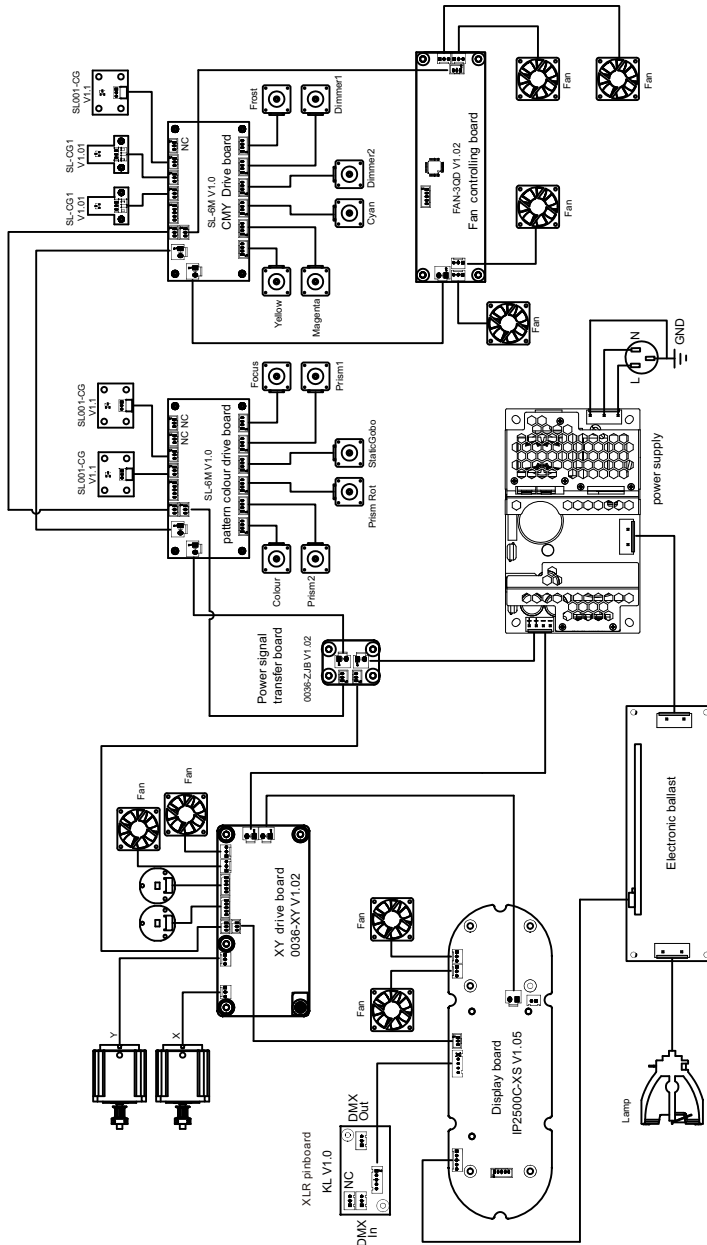 SL001-CG
V1.1
SL-CG1
V1.01
SL-CG1
V1.01
NC
SL-6M V1.0
CMY Drive board
Frost
Dimmer1
Dimmer2
Cyan
Magenta
Yellow
FAN-3QD V1.02
Fan controlling board
Fan
Fan
Fan
Fan
SL001-CG
V1.1
SL001-CG
V1.1
NC NC
SL-6M V1.0
pattern colour drive board
Focus
Prism1
StaticGobo
Prism Rot
Prism2
Colour
N
L
GND
power supply
Power signal
transfer board
0036-ZJB V1.02
Fan
Fan
XY drive board
0036-XY V1.02
Y
X
Fan
Fan
Display board
IP2500C-XS V1.05
XLR pinboard
KL V1.0
NC
DMX
Out
DMX
In
Electronic ballast
Lamp